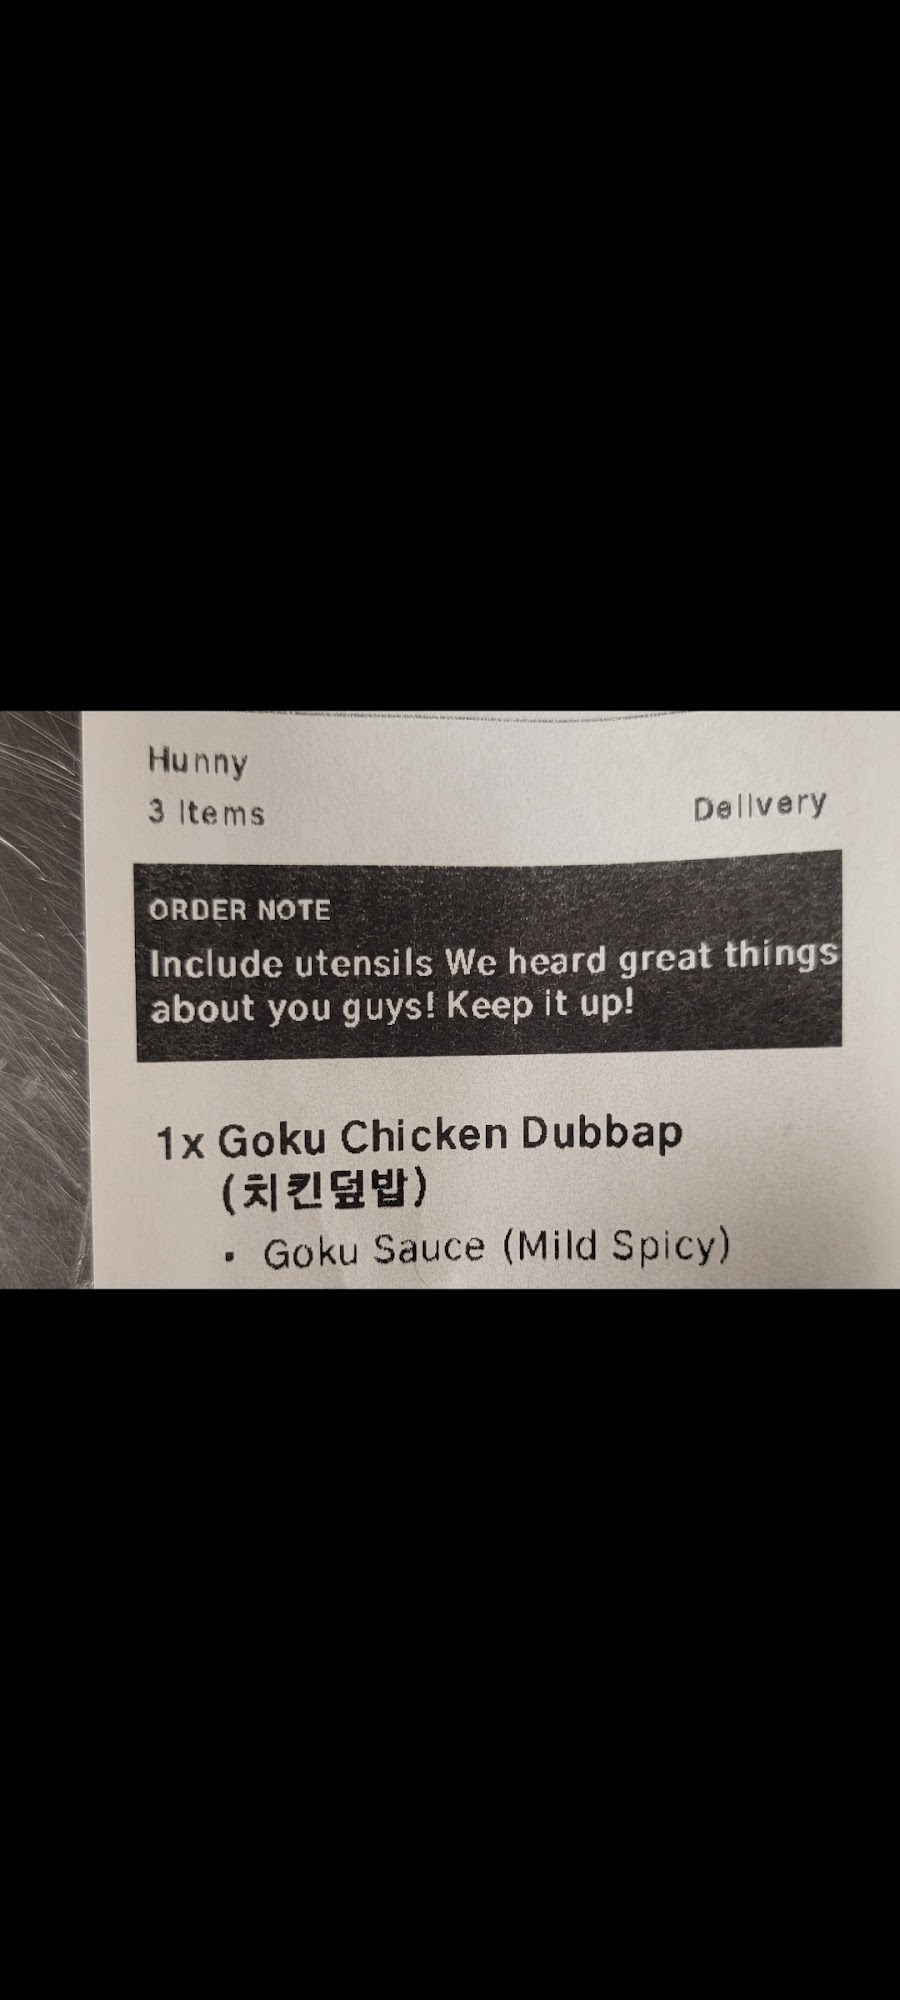 Hunny
3 Items
Delivery
ORDER NOTE
Include utensils We heard great things
about you guys! Keep it up!
1x Goku Chicken Dubbap
(치킨덮밥)
• Goku Sauce (Mild Spicy)